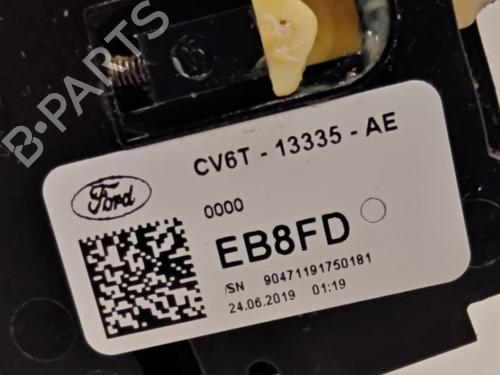 B-PARTS
Ford
CV6T - 13335 - AE
0000
EB8FD
SN 90471191750181
24.06.2019 01:19